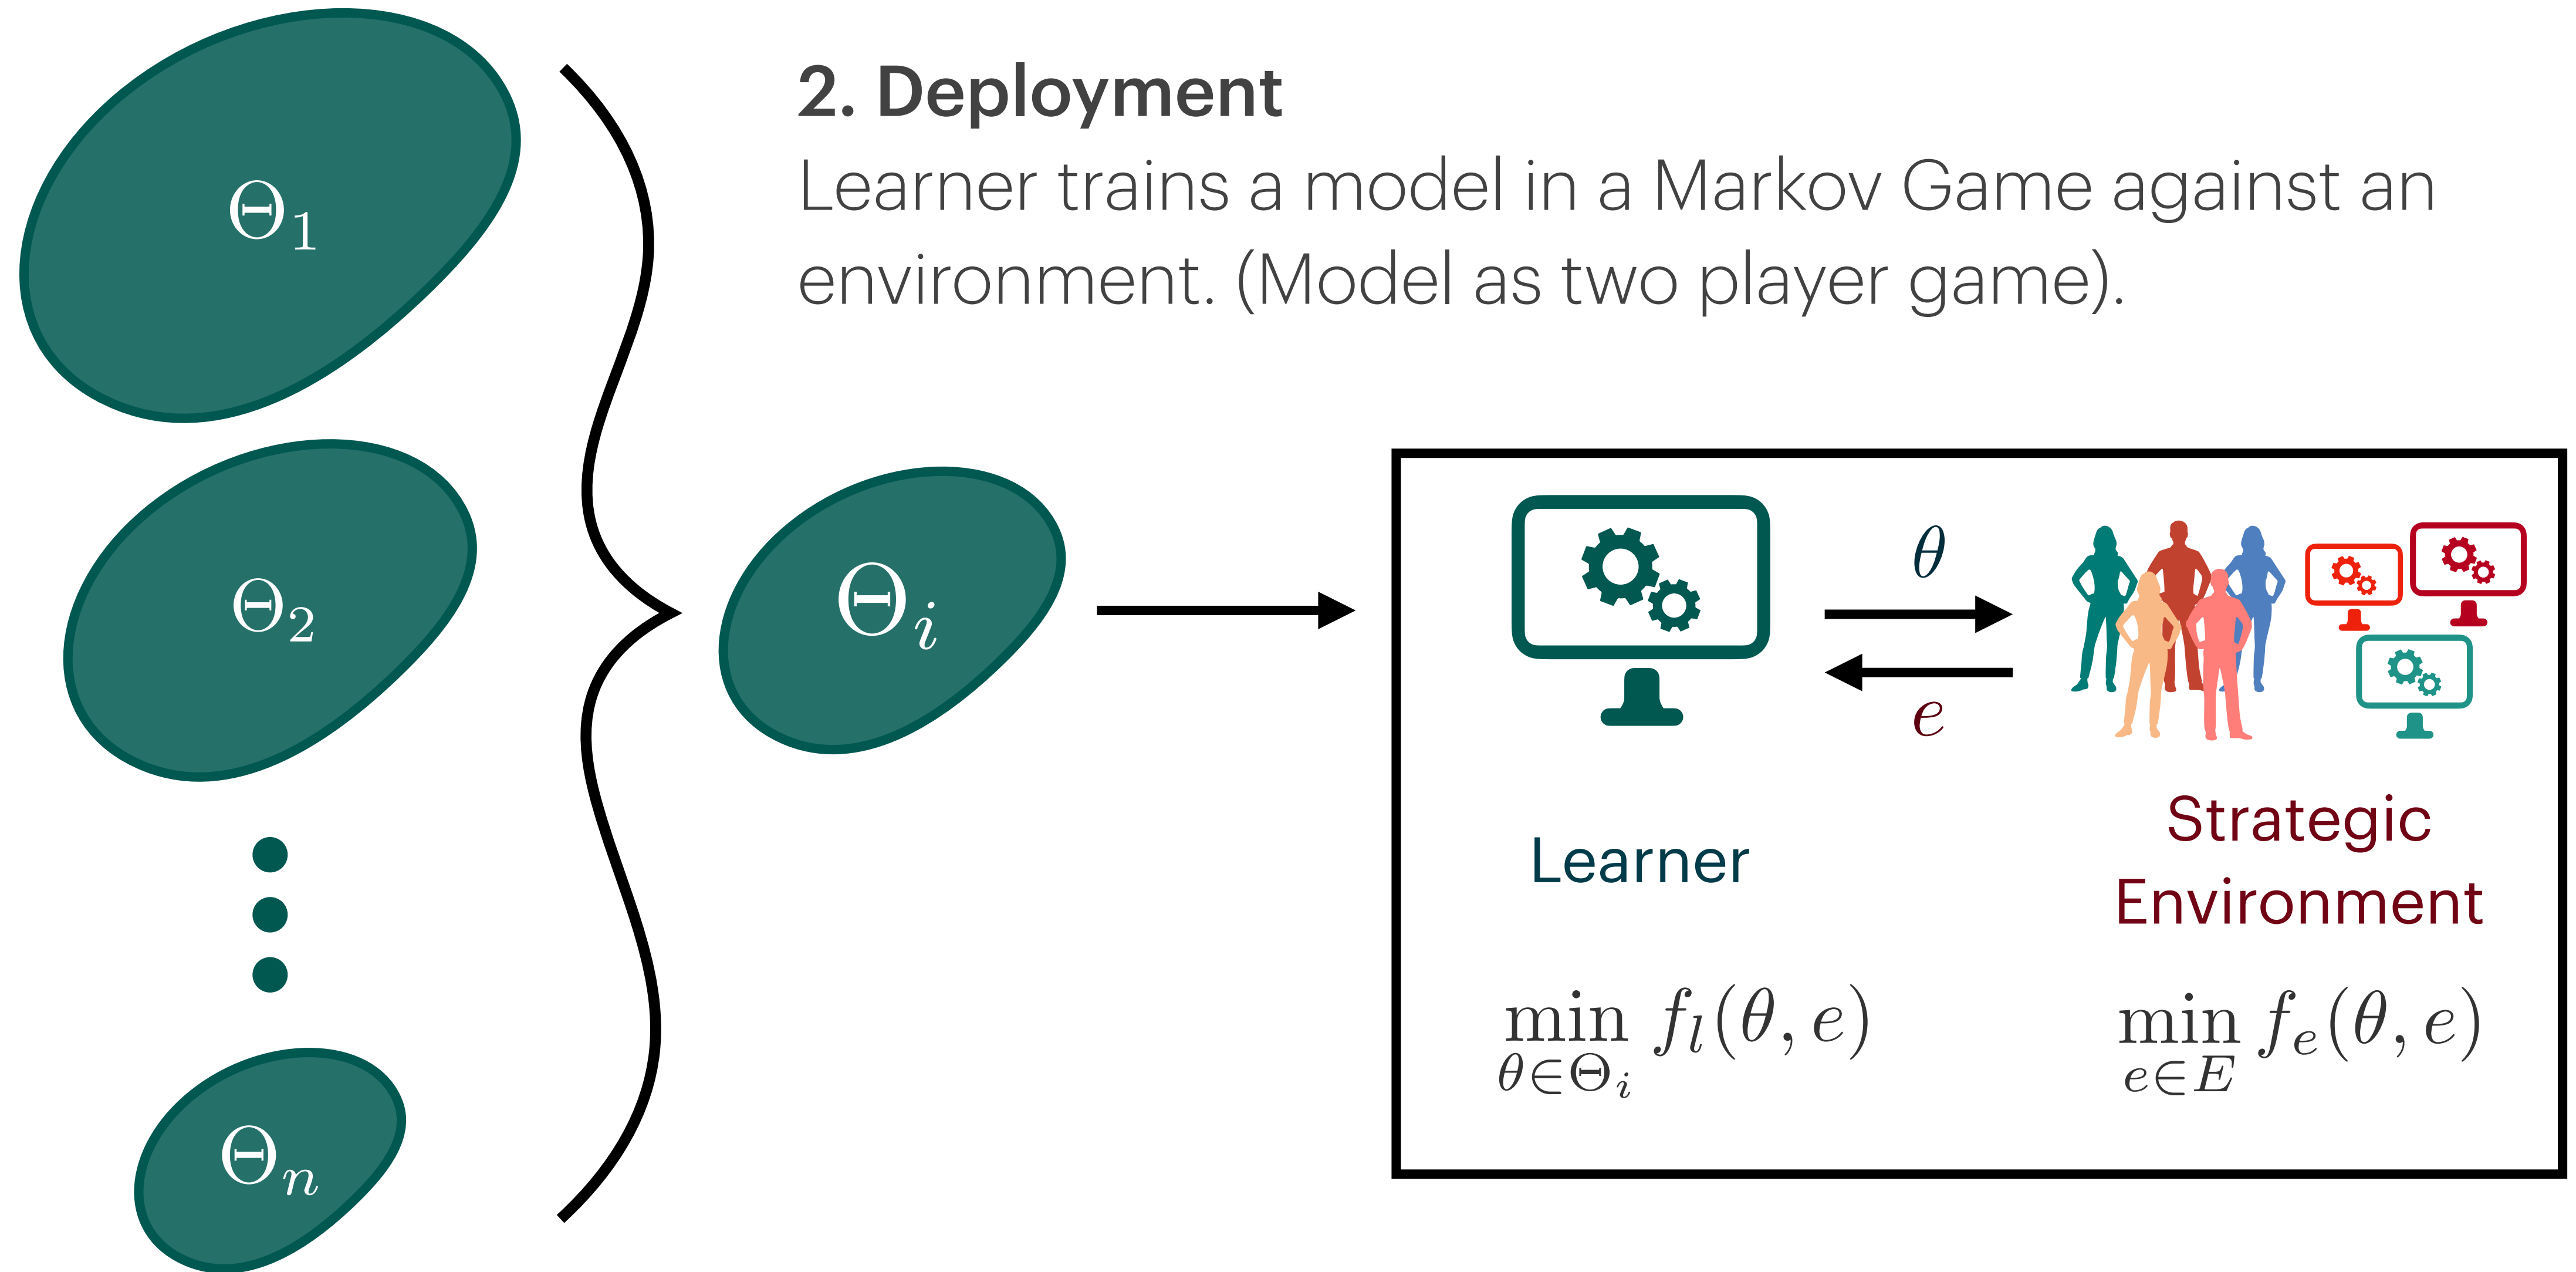 2. Deployment
Learner trains a model in a Markov Game against an
environment. (Model as two player game).
Θ₁
Θ₂
Θₙ
Θᵢ
θ
e
Learner
Strategic
Environment
min f_l(θ, e)
θ∈Θᵢ
min f_e(θ, e)
e∈E